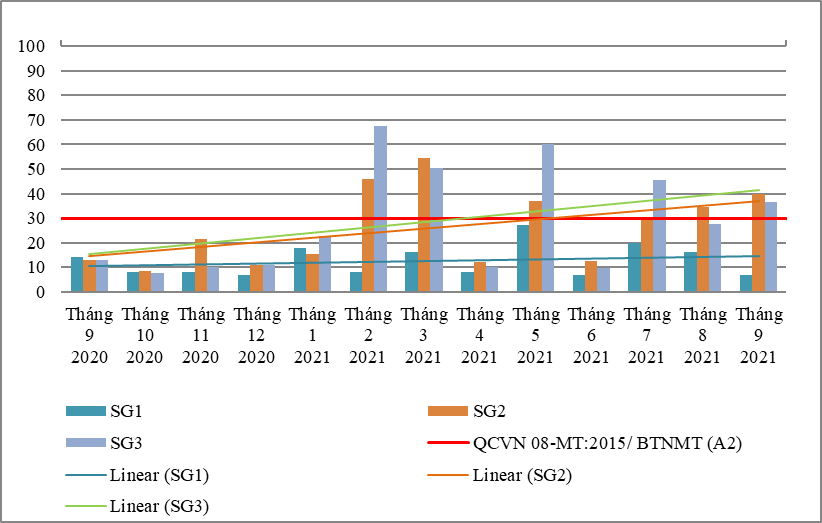 100
90
80
70
60
50
40
30
20
10
0
Tháng Tháng Tháng Tháng Tháng Tháng Tháng Tháng Tháng Tháng Tháng Tháng Tháng
9 10 11 12 1 2 3 4 5 6 7 8 9
2020 2020 2020 2020 2021 2021 2021 2021 2021 2021 2021 2021 2021
SG1 SG2
SG3 QCVN 08-MT:2015/ BTNMT (A2)
Linear (SG1) Linear (SG2)
Linear (SG3)